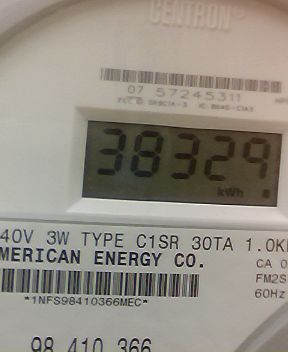 CENTRON®
07 57245311
38329
kWh
40V 3W TYPE C1SR 30TA 1.0K
MERICAN ENERGY CO.
CA 0
FM2S
60Hz
*1NFS98410366MEC*
98 410 366